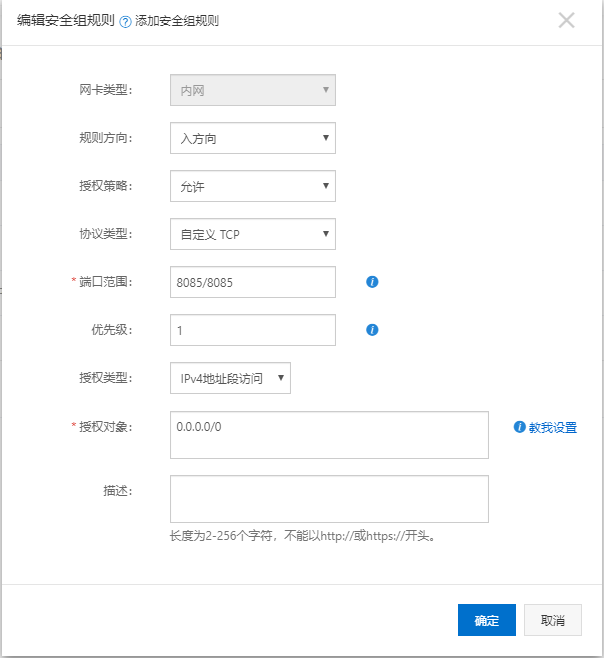 编辑安全组规则 ? 添加安全组规则
网卡类型: 内网
规则方向: 入方向
授权策略: 允许
协议类型: 自定义 TCP
* 端口范围: 8085/8085 i
优先级: 1 i
授权类型: IPv4地址段访问
* 授权对象: 0.0.0.0/0 i 教我设置
描述:
长度为2-256个字符，不能以http://或https://开头。
确定 取消